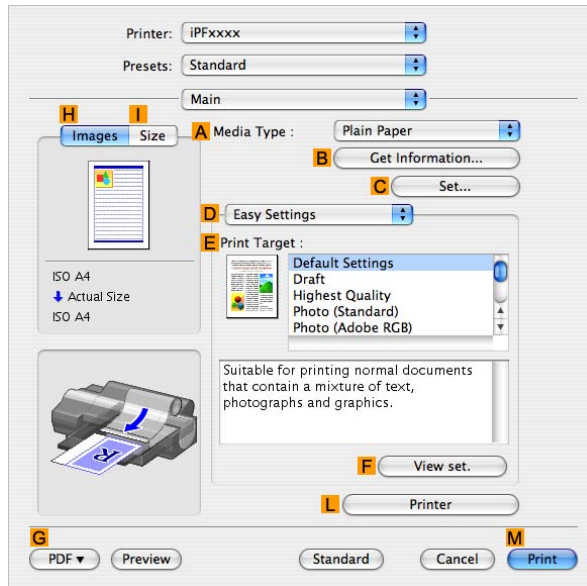 Printer: iPFxxxx
Presets: Standard
Main
H I
Images Size
A Media Type : Plain Paper
B Get Information...
C Set...
D Easy Settings
E Print Target :
Default Settings
Draft
Highest Quality
Photo (Standard)
Photo (Adobe RGB)
ISO A4
Actual Size
ISO A4
Suitable for printing normal documents
that contain a mixture of text,
photographs and graphics.
R
F View set.
L Printer
G M
PDF Preview Standard Cancel Print